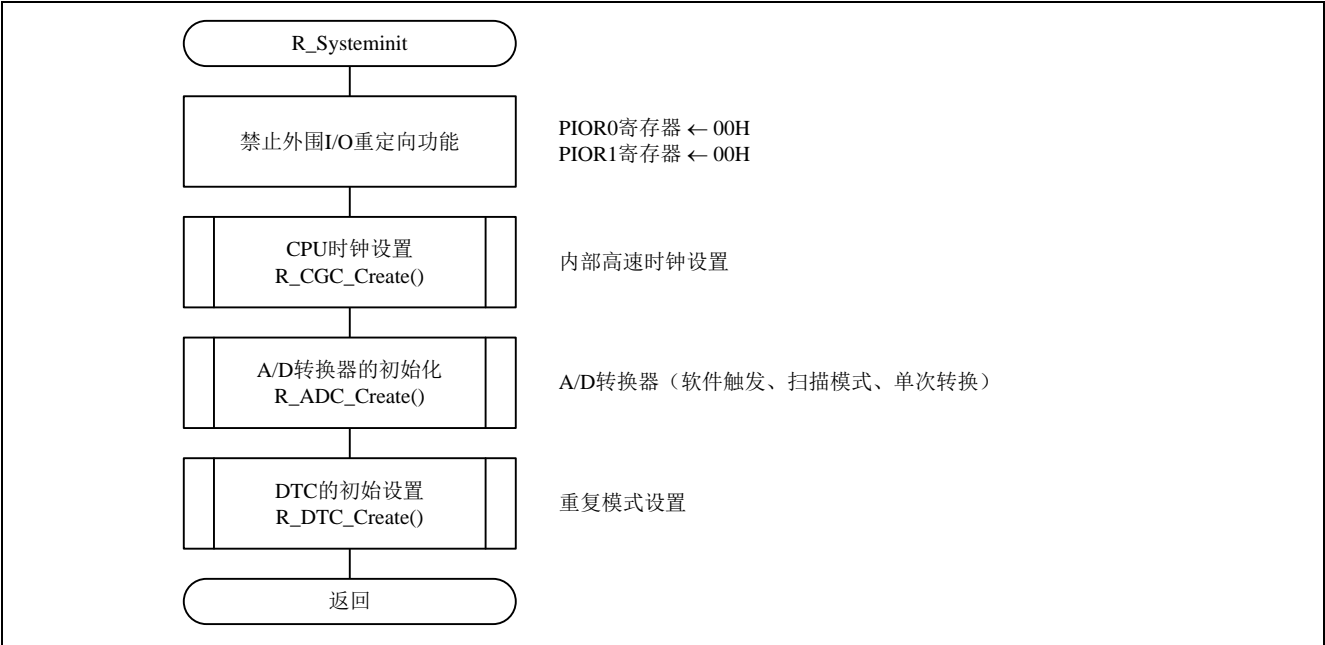 R_Systeminit
禁止外围I/O重定向功能
PIOR0寄存器 ← 00H
PIOR1寄存器 ← 00H
CPU时钟设置
R_CGC_Create()
内部高速时钟设置
A/D转换器的初始化
R_ADC_Create()
A/D转换器（软件触发、扫描模式、单次转换）
DTC的初始设置
R_DTC_Create()
重复模式设置
返回